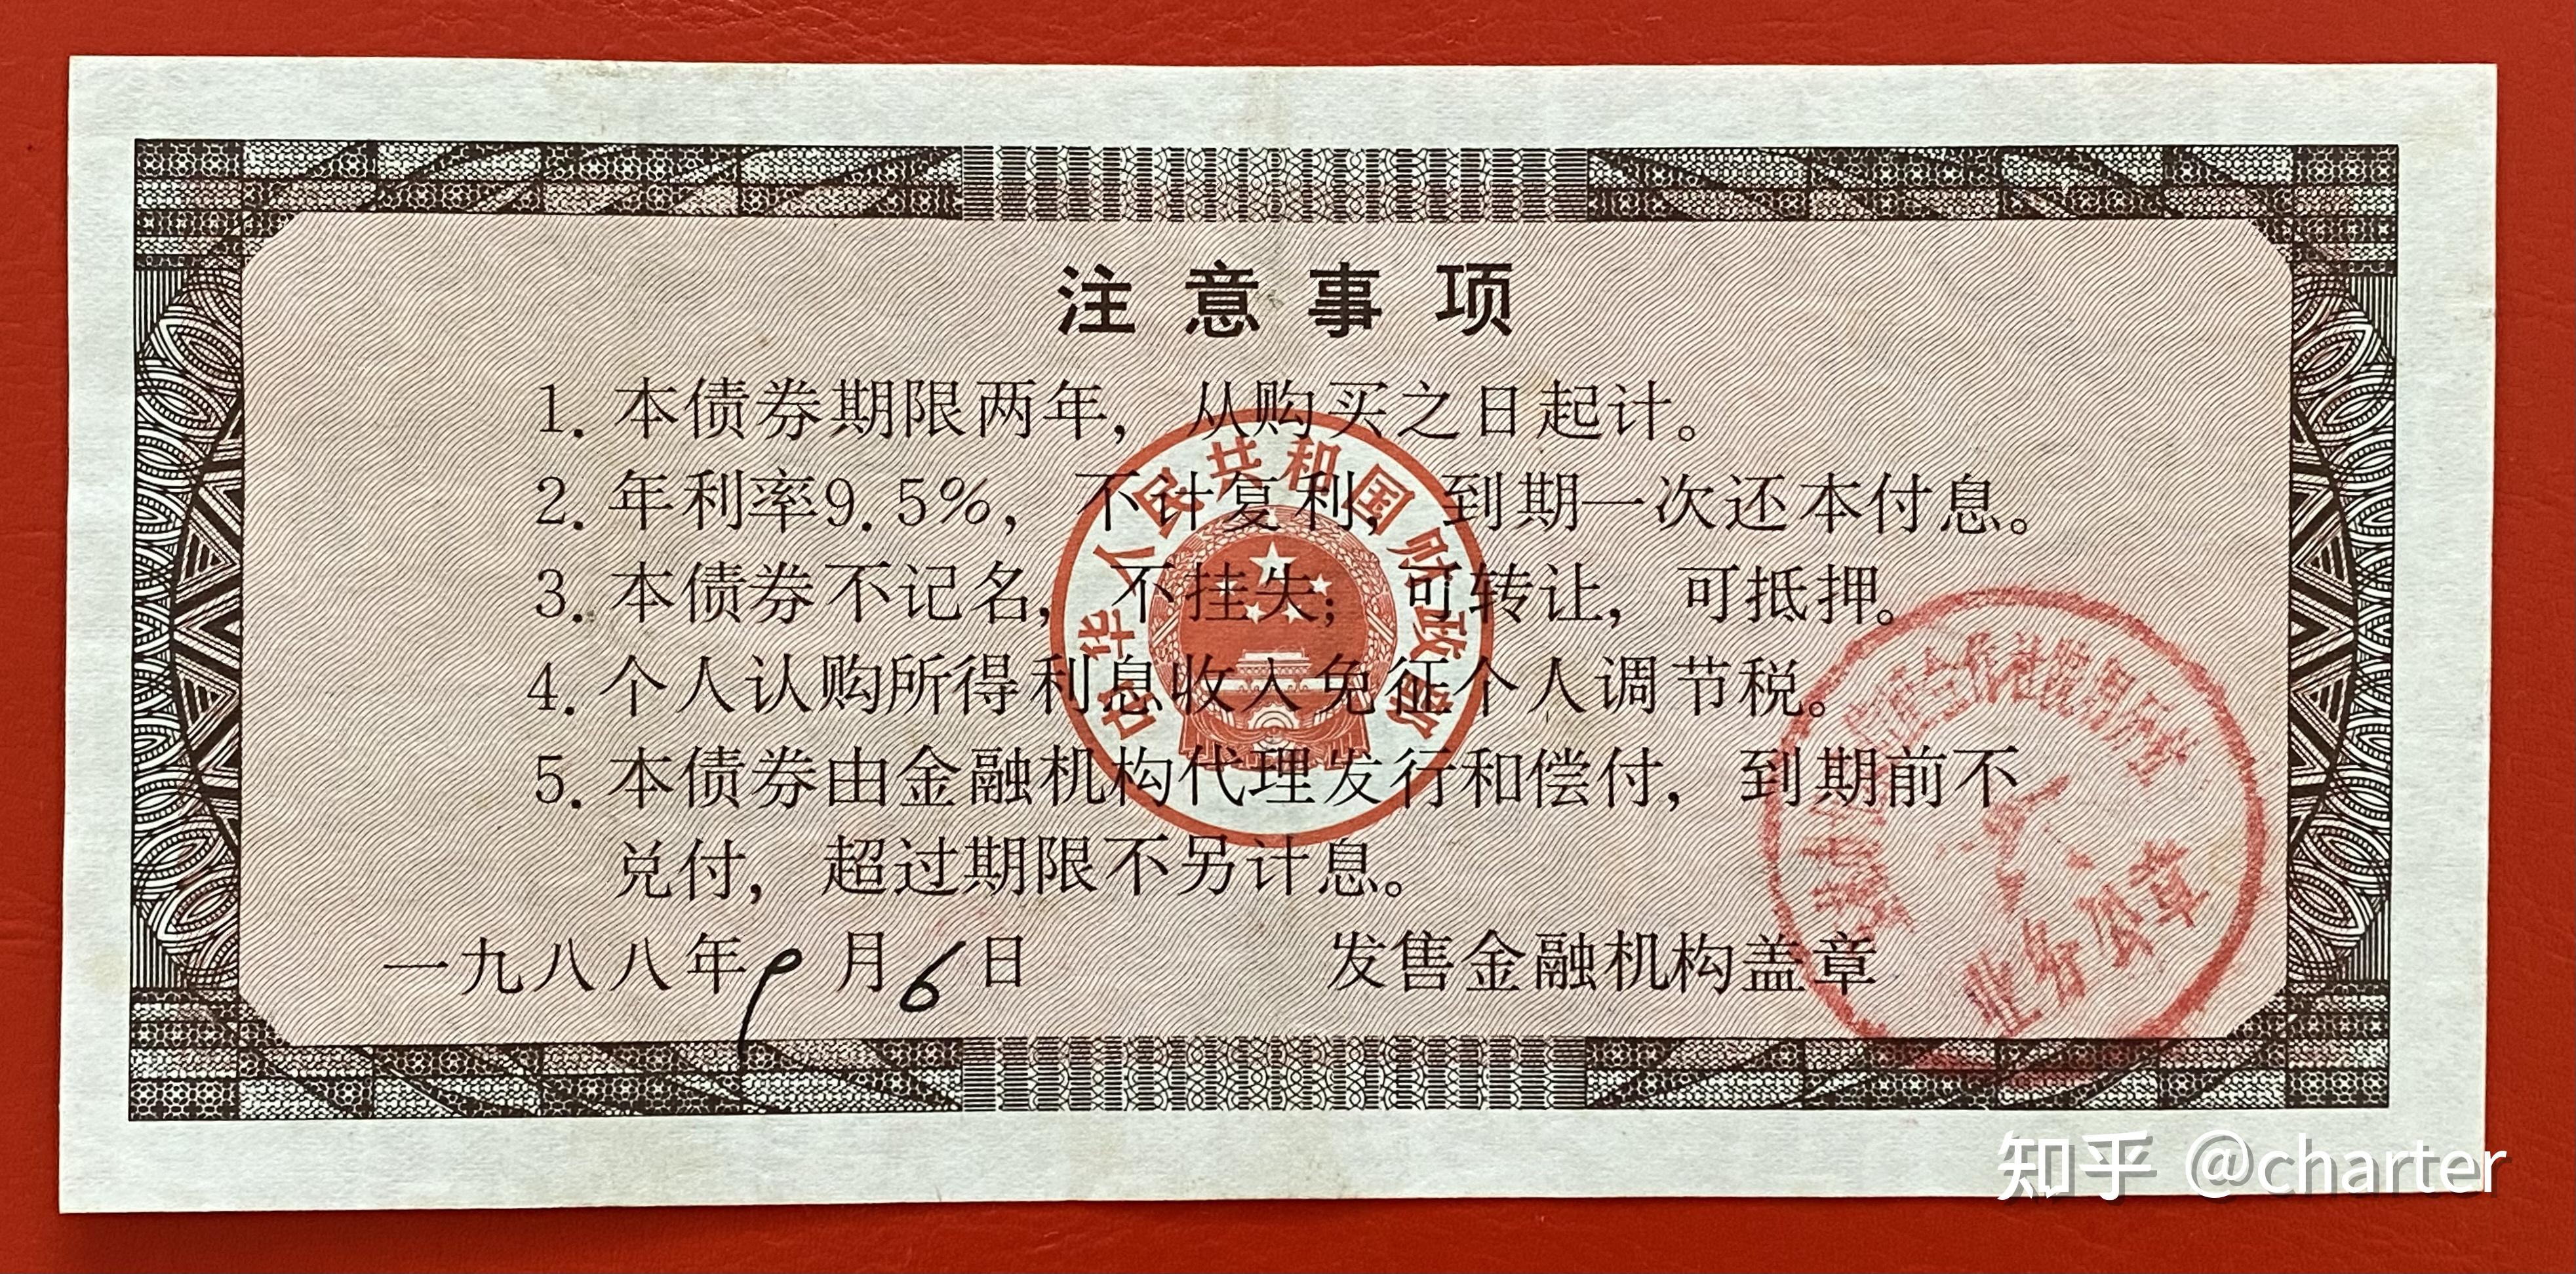 注意事项
1. 本债券期限两年，从购买之日起计。
2. 年利率9.5%，不计复利，到期一次还本付息。
3. 本债券不记名，不挂失；可转让，可抵押。
4. 个人认购所得利息收入免征个人调节税。
5. 本债券由金融机构代理发行和偿付，到期前不
兑付，超过期限不另计息。
中华人民共和国财政部
一九八八年9月6日
发售金融机构盖章
合作社
业务公章
知乎 @charter